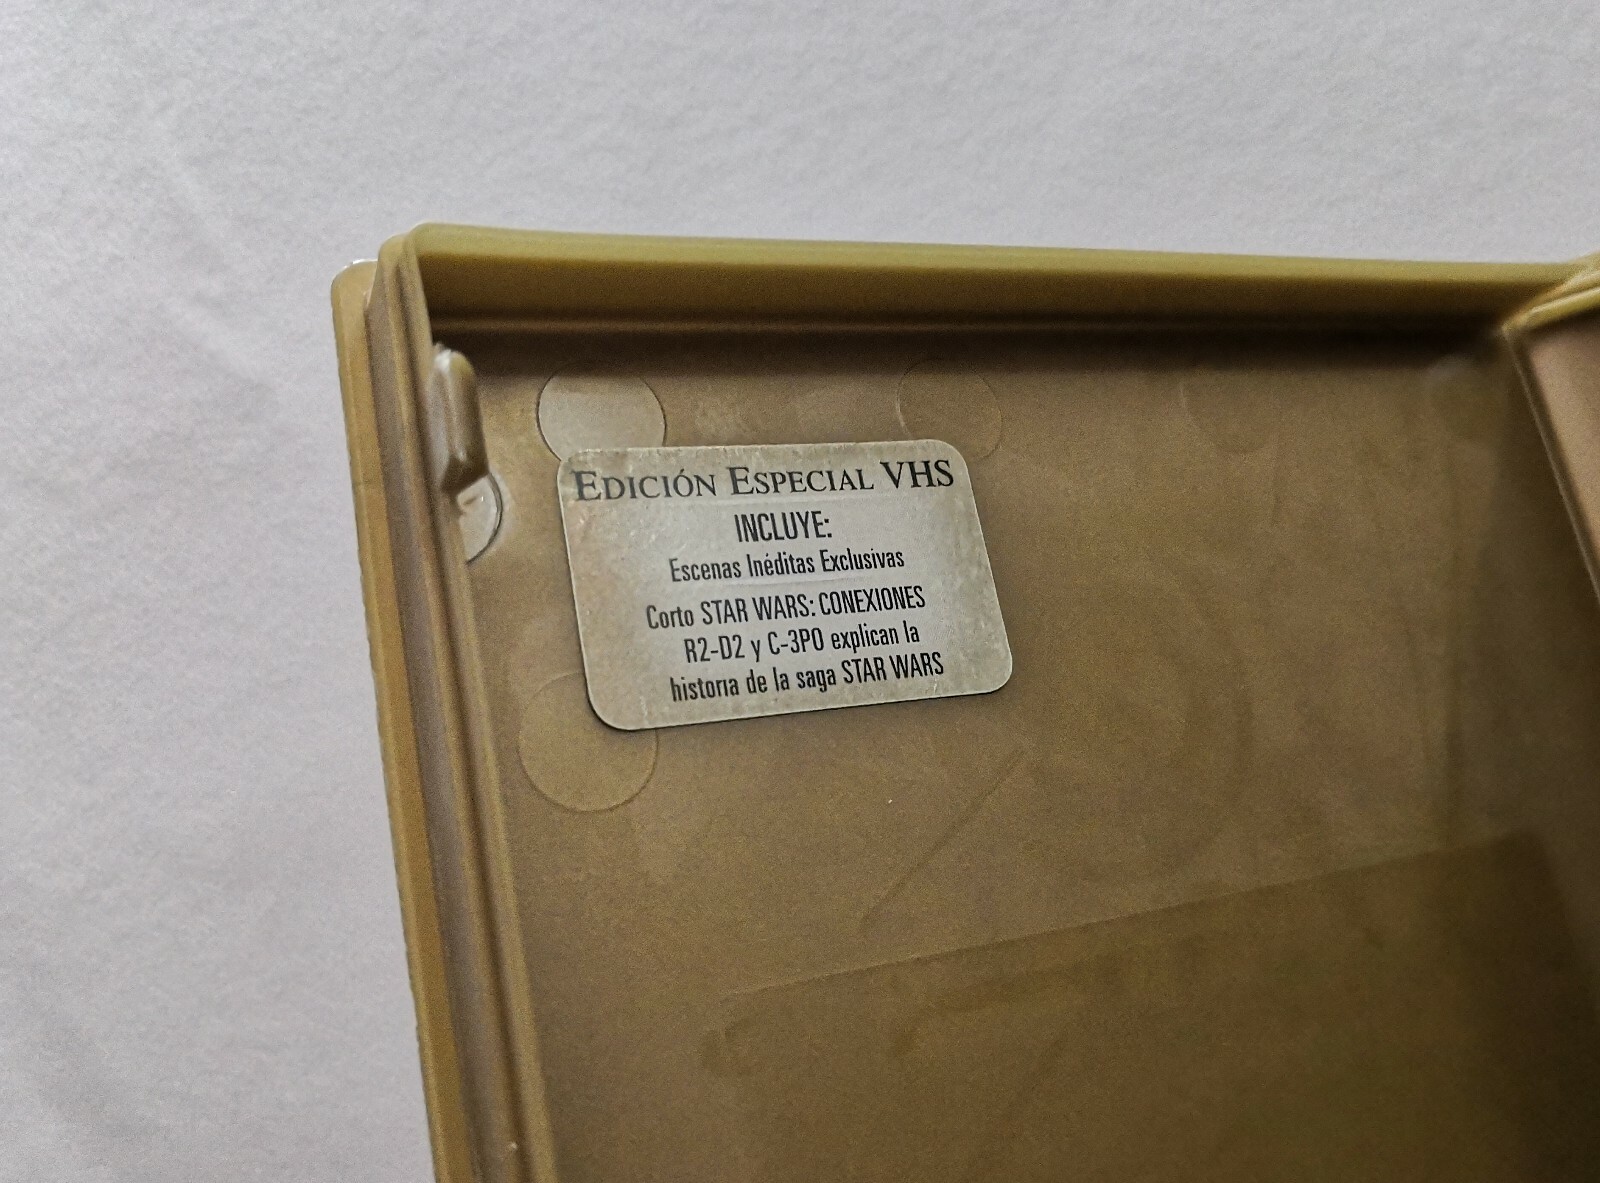 EDICIÓN ESPECIAL VHS
INCLUYE:
Escenas Inéditas Exclusivas
Corto STAR WARS: CONEXIONES
R2-D2 y C-3PO explican la
historia de la saga STAR WARS